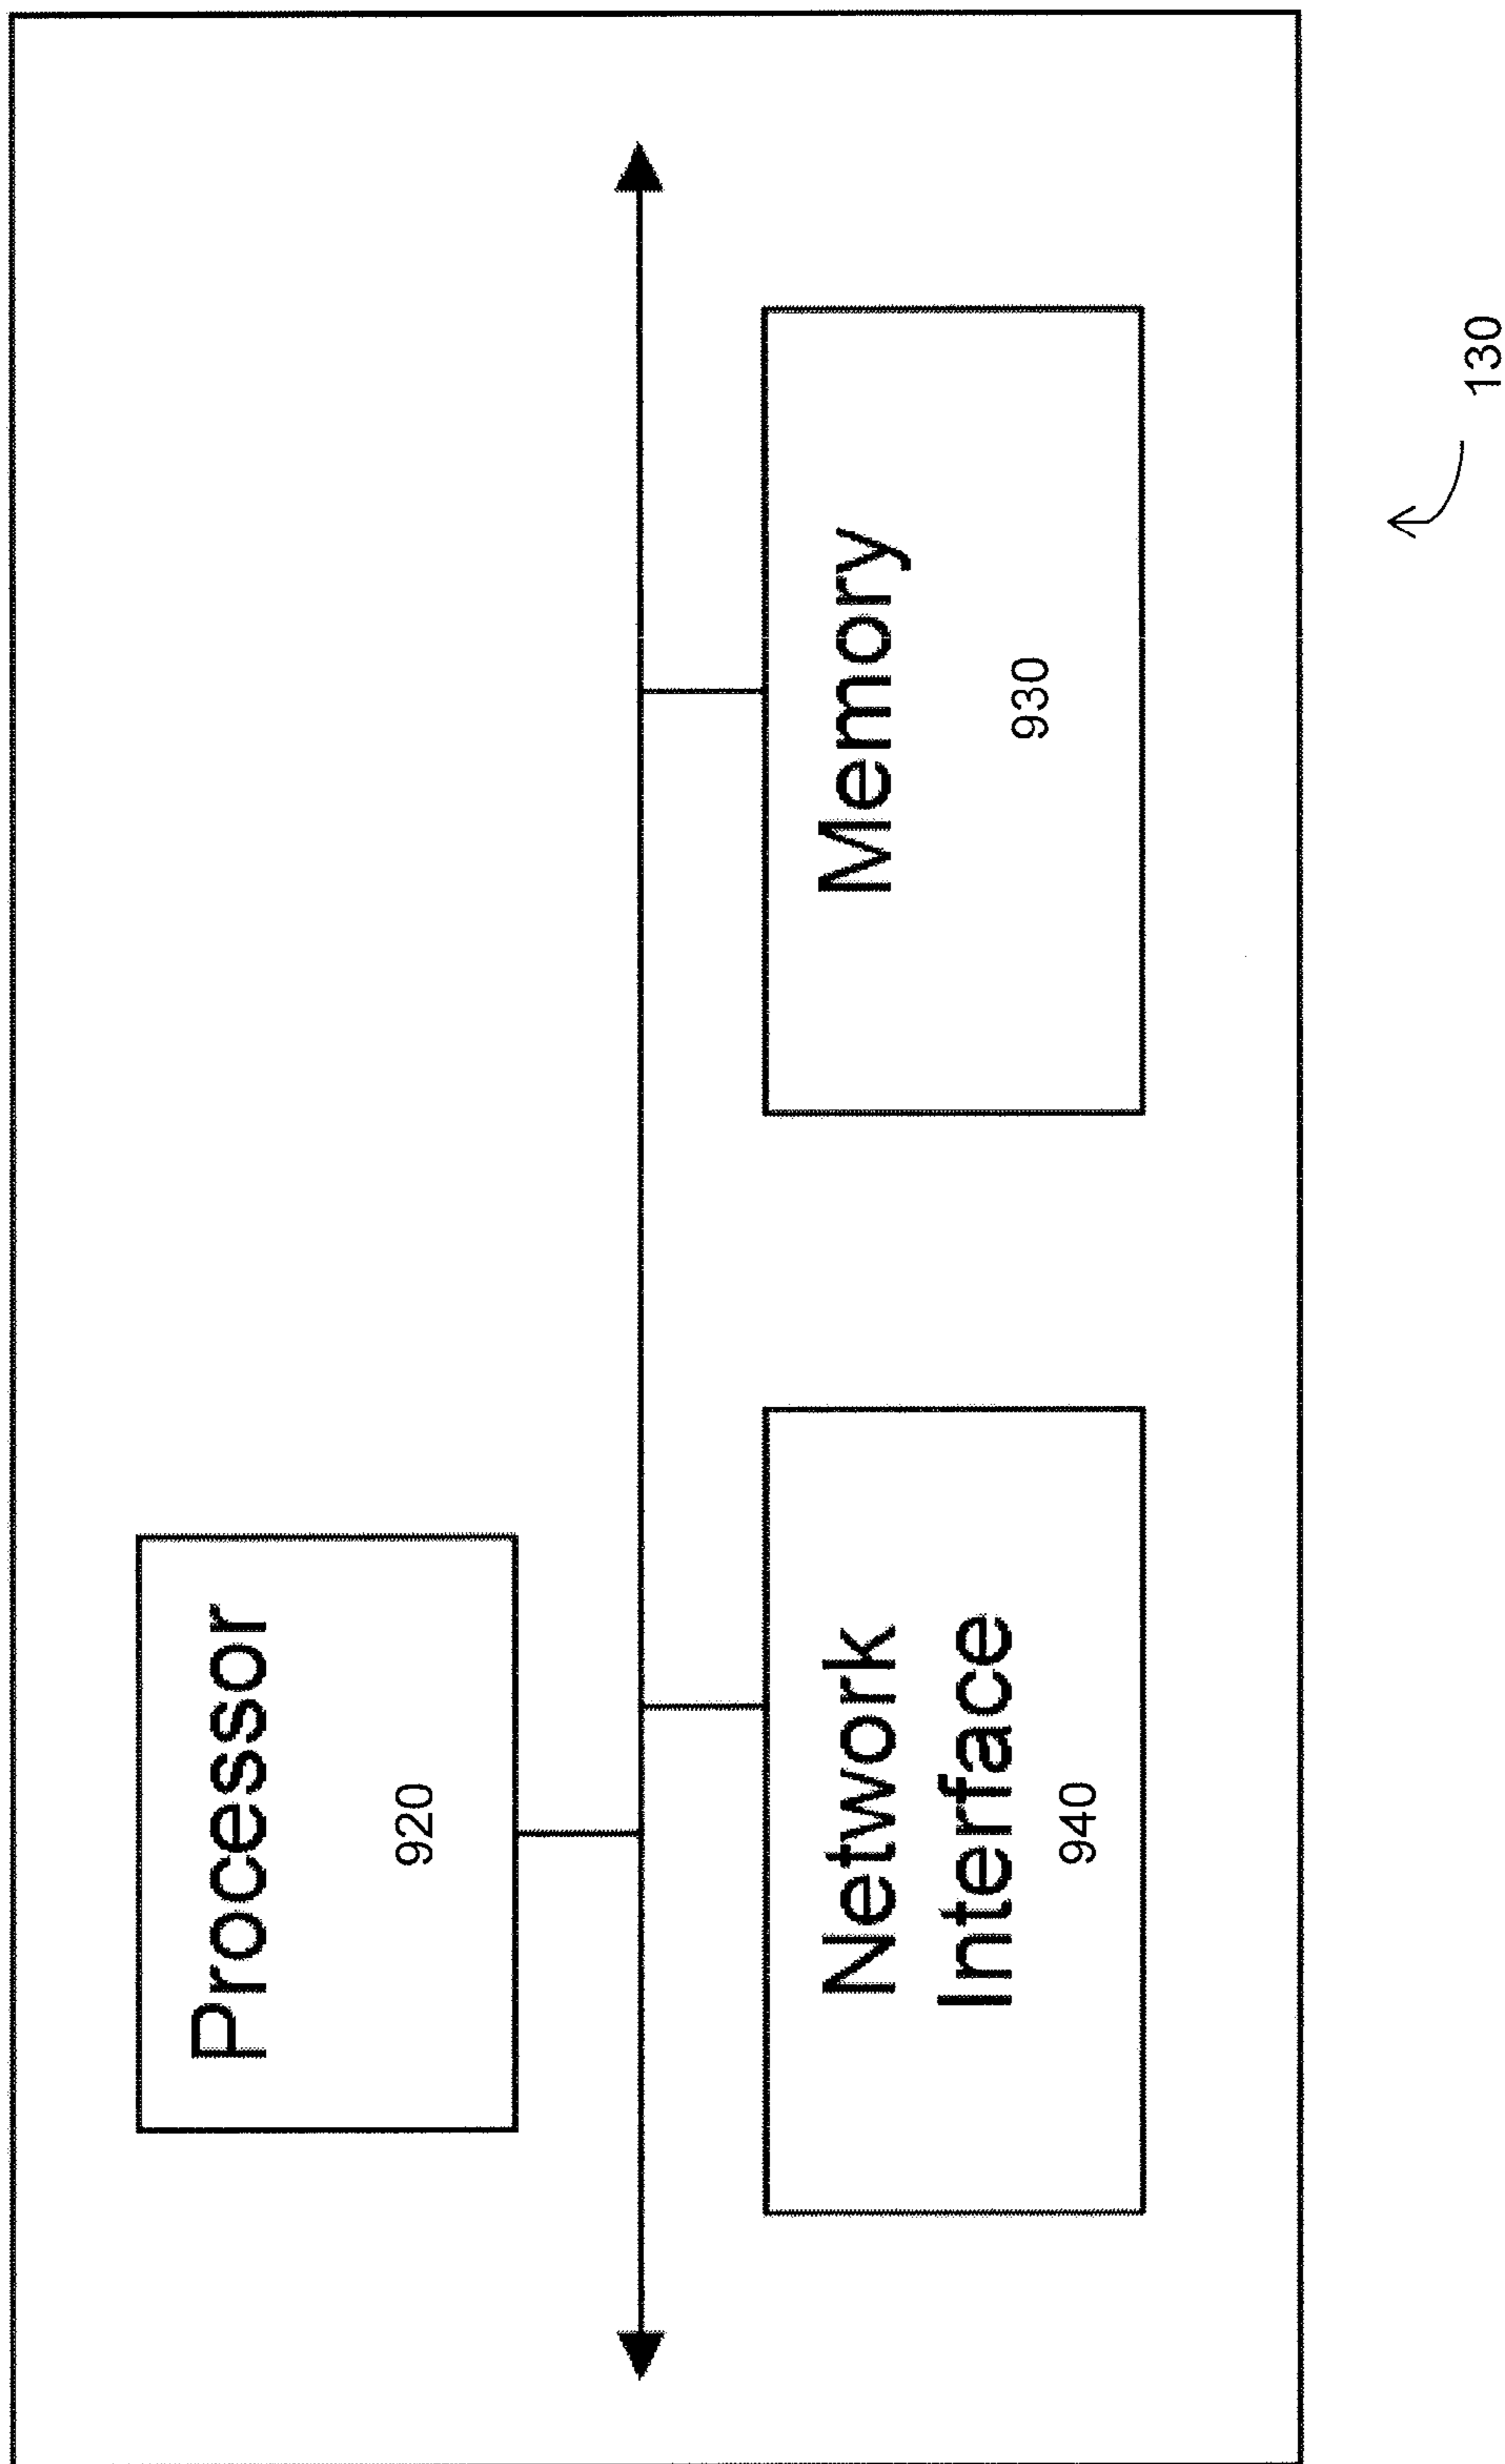 Processor
920
Network
Interface
940
Memory
930
130